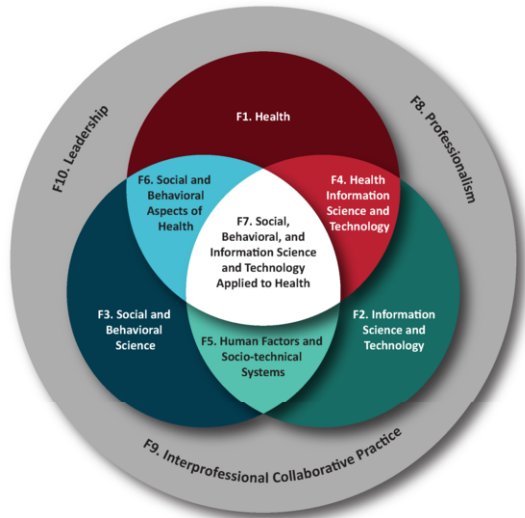 F10. Leadership
F8. Professionalism
F1. Health
F6. Social and
Behavioral
Aspects of
Health
F4. Health
Information
Science and
Technology
F7. Social,
Behavioral, and
Information Science
and Technology
Applied to Health
F3. Social and
Behavioral
Science
F2. Information
Science and
Technology
F5. Human Factors and
Socio-technical
Systems
F9. Interprofessional Collaborative Practice